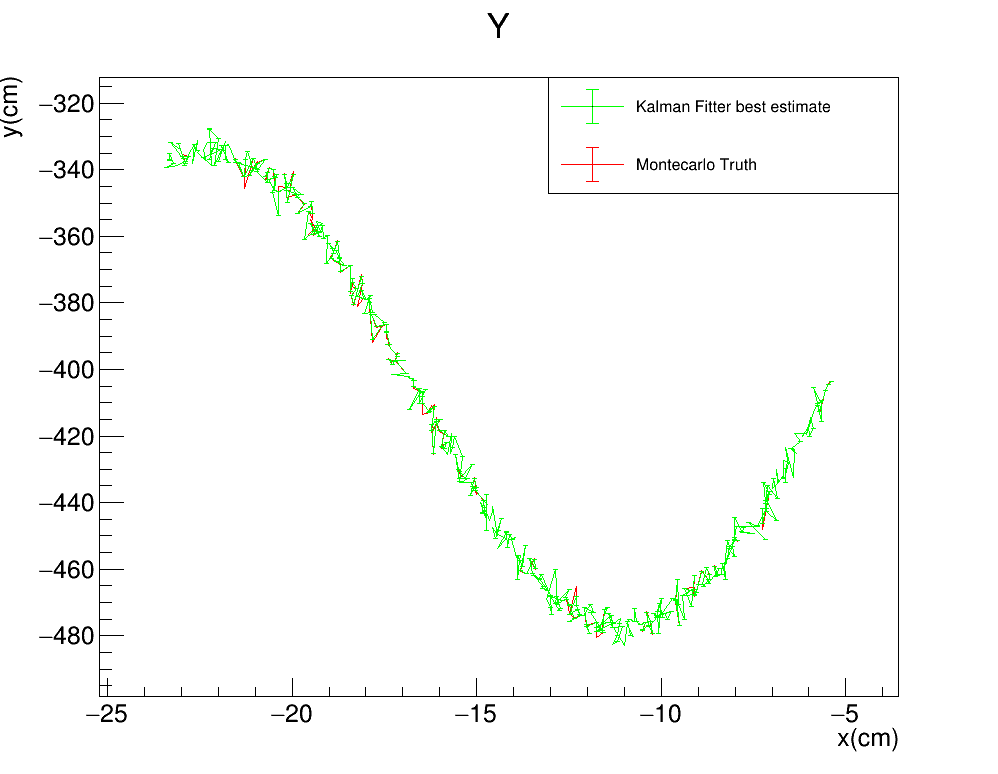 Y
y(cm)
Kalman Fitter best estimate
Montecarlo Truth
−320
−340
−360
−380
−400
−420
−440
−460
−480
−25 −20 −15 −10 −5
x(cm)